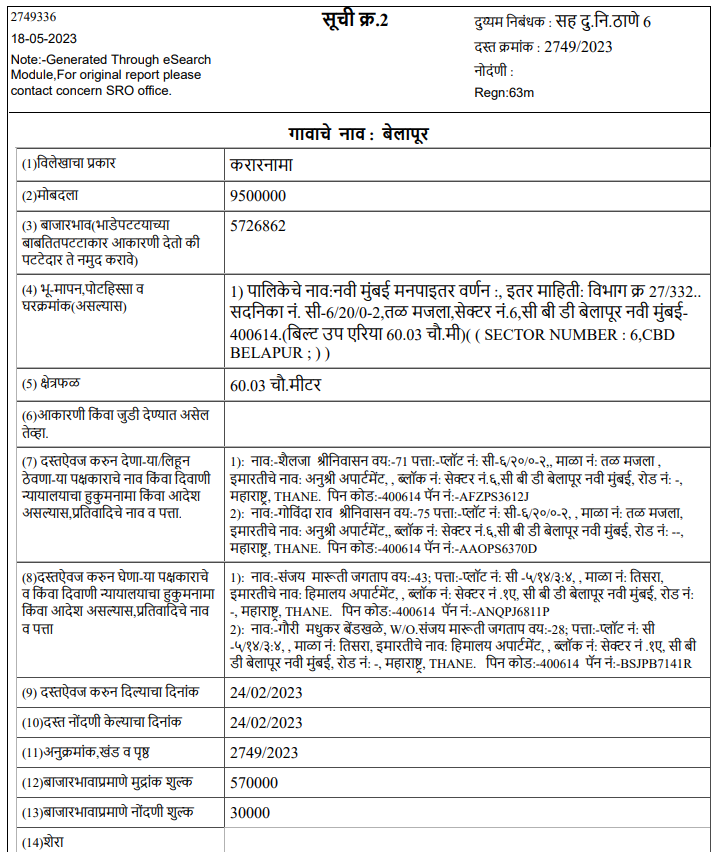 2749336
18-05-2023
Note:-Generated Through eSearch
Module,For original report please
contact concern SRO office.
सूची क्र.2
दुय्यम निबंधक : सह दु.नि.ठाणे 6
दस्त क्रमांक : 2749/2023
नोदंणी :
Regn:63m
गावाचे नाव : बेलापूर
(1)विलेखाचा प्रकार
करारनामा
(2)मोबदला
9500000
(3) बाजारभाव(भाडेपटटयाच्या
बाबतितपटटाकार आकारणी देतो की
पटटेदार ते नमुद करावे)
5726862
(4) भू-मापन,पोटहिस्सा व
घरक्रमांक(असल्यास)
1) पालिकेचे नाव:नवी मुंबई मनपाइतर वर्णन :, इतर माहिती: विभाग क्र 27/332..
सदनिका नं. सी-6/20/0-2,तळ मजला,सेक्टर नं.6,सी बी डी बेलापूर नवी मुंबई-
400614.(बिल्ट उप एरिया 60.03 चौ.मी)( ( SECTOR NUMBER : 6,CBD
BELAPUR ; ) )
(5) क्षेत्रफळ
60.03 चौ.मीटर
(6)आकारणी किंवा जुडी देण्यात असेल
तेव्हा.
(7) दस्तऐवज करुन देणा-या/लिहून
ठेवणा-या पक्षकाराचे नाव किंवा दिवाणी
न्यायालयाचा हुकुमनामा किंवा आदेश
असल्यास,प्रतिवादिचे नाव व पत्ता.
1): नाव:-शैलजा श्रीनिवासन वय:-71 पत्ता:-प्लॉट नं: सी-६/२०/०-२,, माळा नं: तळ मजला ,
इमारतीचे नाव: अनुश्री अपार्टमेंट, , ब्लॉक नं: सेक्टर नं.६,सी बी डी बेलापूर नवी मुंबई, रोड नं: -,
महाराष्ट्र, THANE. पिन कोड:-400614 पॅन नं:-AFZPS3612J
2): नाव:-गोविंदा राव श्रीनिवासन वय:-75 पत्ता:-प्लॉट नं: सी-६/२०/०-२, , माळा नं: तळ मजला,
इमारतीचे नाव: अनुश्री अपार्टमेंट,, ब्लॉक नं: सेक्टर नं.६,सी बी डी बेलापूर नवी मुंबई, रोड नं: --,
महाराष्ट्र, THANE. पिन कोड:-400614 पॅन नं:-AAOPS6370D
(8)दस्तऐवज करुन घेणा-या पक्षकाराचे
व किंवा दिवाणी न्यायालयाचा हुकुमनामा
किंवा आदेश असल्यास,प्रतिवादिचे नाव
व पत्ता
1): नाव:-संजय मारूती जगताप वय:-43; पत्ता:-प्लॉट नं: सी -५/१४/३:४, , माळा नं: तिसरा,
इमारतीचे नाव: हिमालय अपार्टमेंट, , ब्लॉक नं: सेक्टर नं .१ए, सी बी डी बेलापूर नवी मुंबई, रोड नं:
-, महाराष्ट्र, THANE. पिन कोड:-400614 पॅन नं:-ANQPJ6811P
2): नाव:-गौरी मधुकर बेंडखळे, W/O.संजय मारूती जगताप वय:-28; पत्ता:-प्लॉट नं: सी
-५/१४/३:४, , माळा नं: तिसरा, इमारतीचे नाव: हिमालय अपार्टमेंट, , ब्लॉक नं: सेक्टर नं .१ए, सी बी
डी बेलापूर नवी मुंबई, रोड नं: -, महाराष्ट्र, THANE. पिन कोड:-400614 पॅन नं:-BSJPB7141R
(9) दस्तऐवज करुन दिल्याचा दिनांक
24/02/2023
(10)दस्त नोंदणी केल्याचा दिनांक
24/02/2023
(11)अनुक्रमांक,खंड व पृष्ठ
2749/2023
(12)बाजारभावाप्रमाणे मुद्रांक शुल्क
570000
(13)बाजारभावाप्रमाणे नोंदणी शुल्क
30000
(14)शेरा